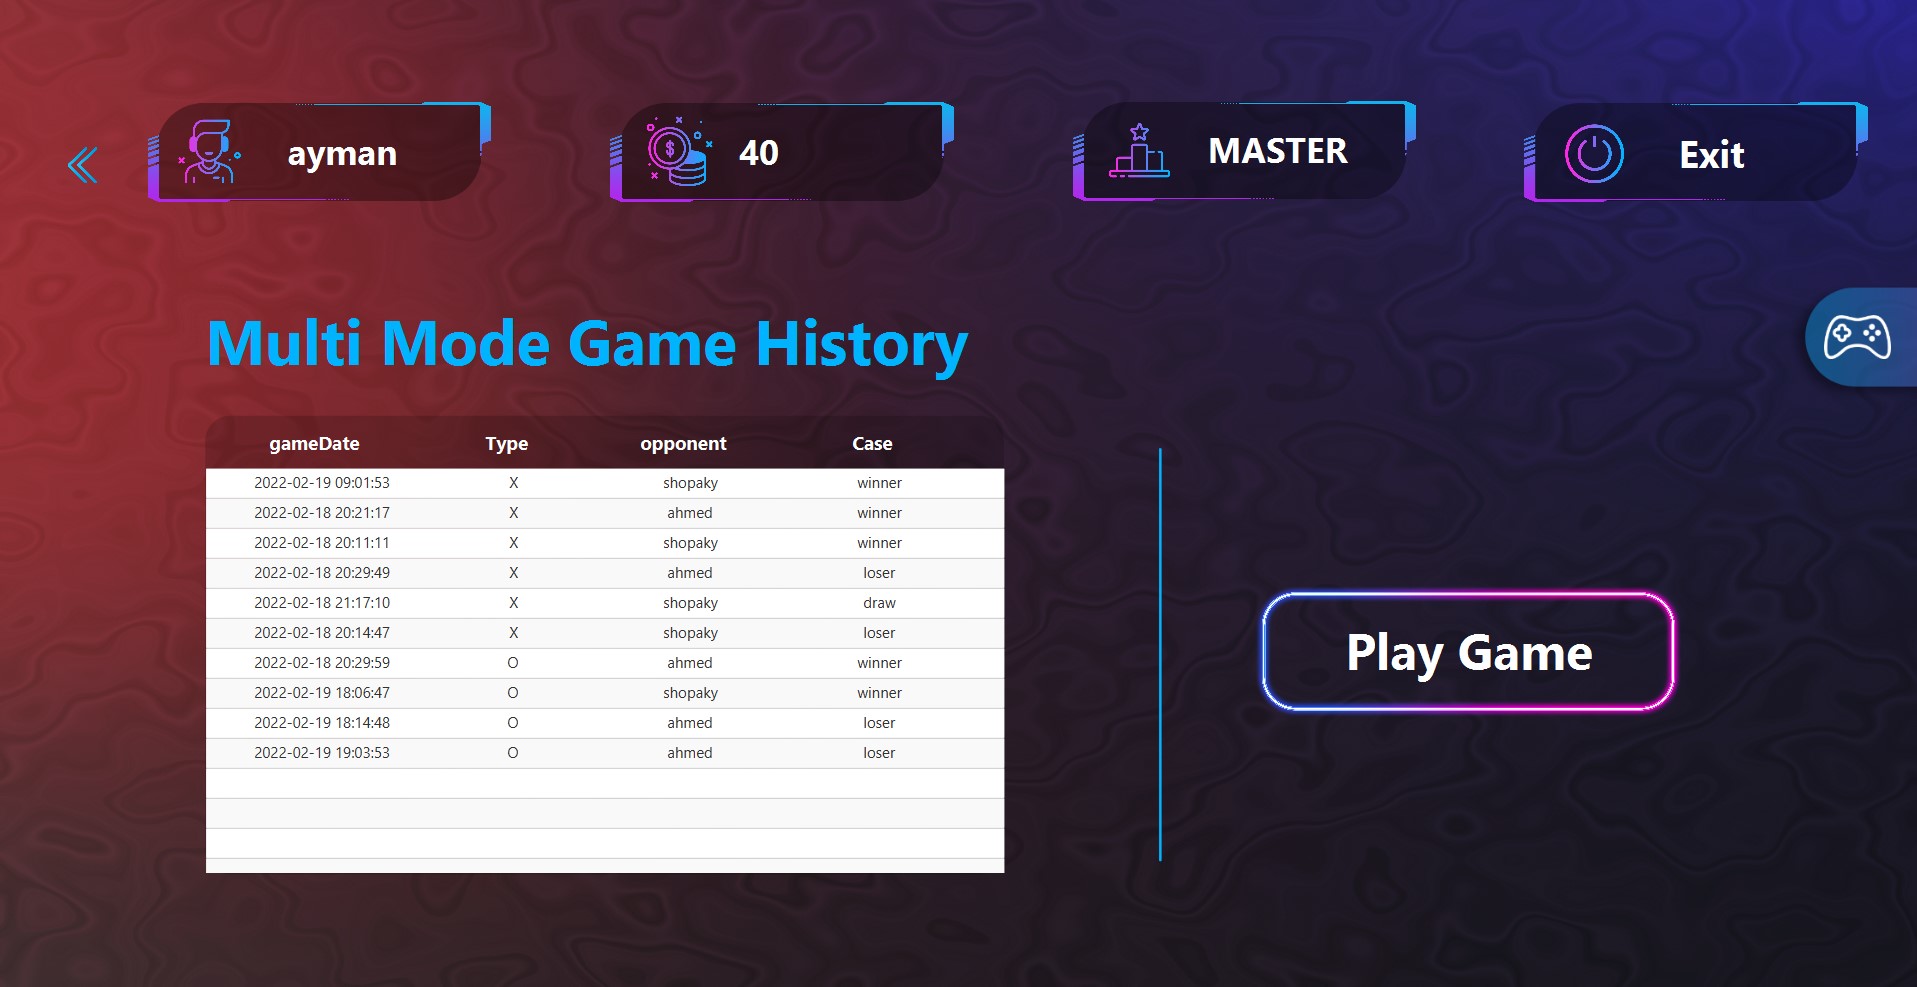 ayman 40 MASTER Exit
Multi Mode Game History
gameDate Type opponent Case
2022-02-19 09:01:53 X shopaky winner
2022-02-18 20:21:17 X ahmed winner
2022-02-18 20:11:11 X shopaky winner
2022-02-18 20:29:49 X ahmed loser
2022-02-18 21:17:10 X shopaky draw
2022-02-18 20:14:47 X shopaky loser
2022-02-18 20:29:59 O ahmed winner
2022-02-19 18:06:47 O shopaky winner
2022-02-19 18:14:48 O ahmed loser
2022-02-19 19:03:53 O ahmed loser
Play Game